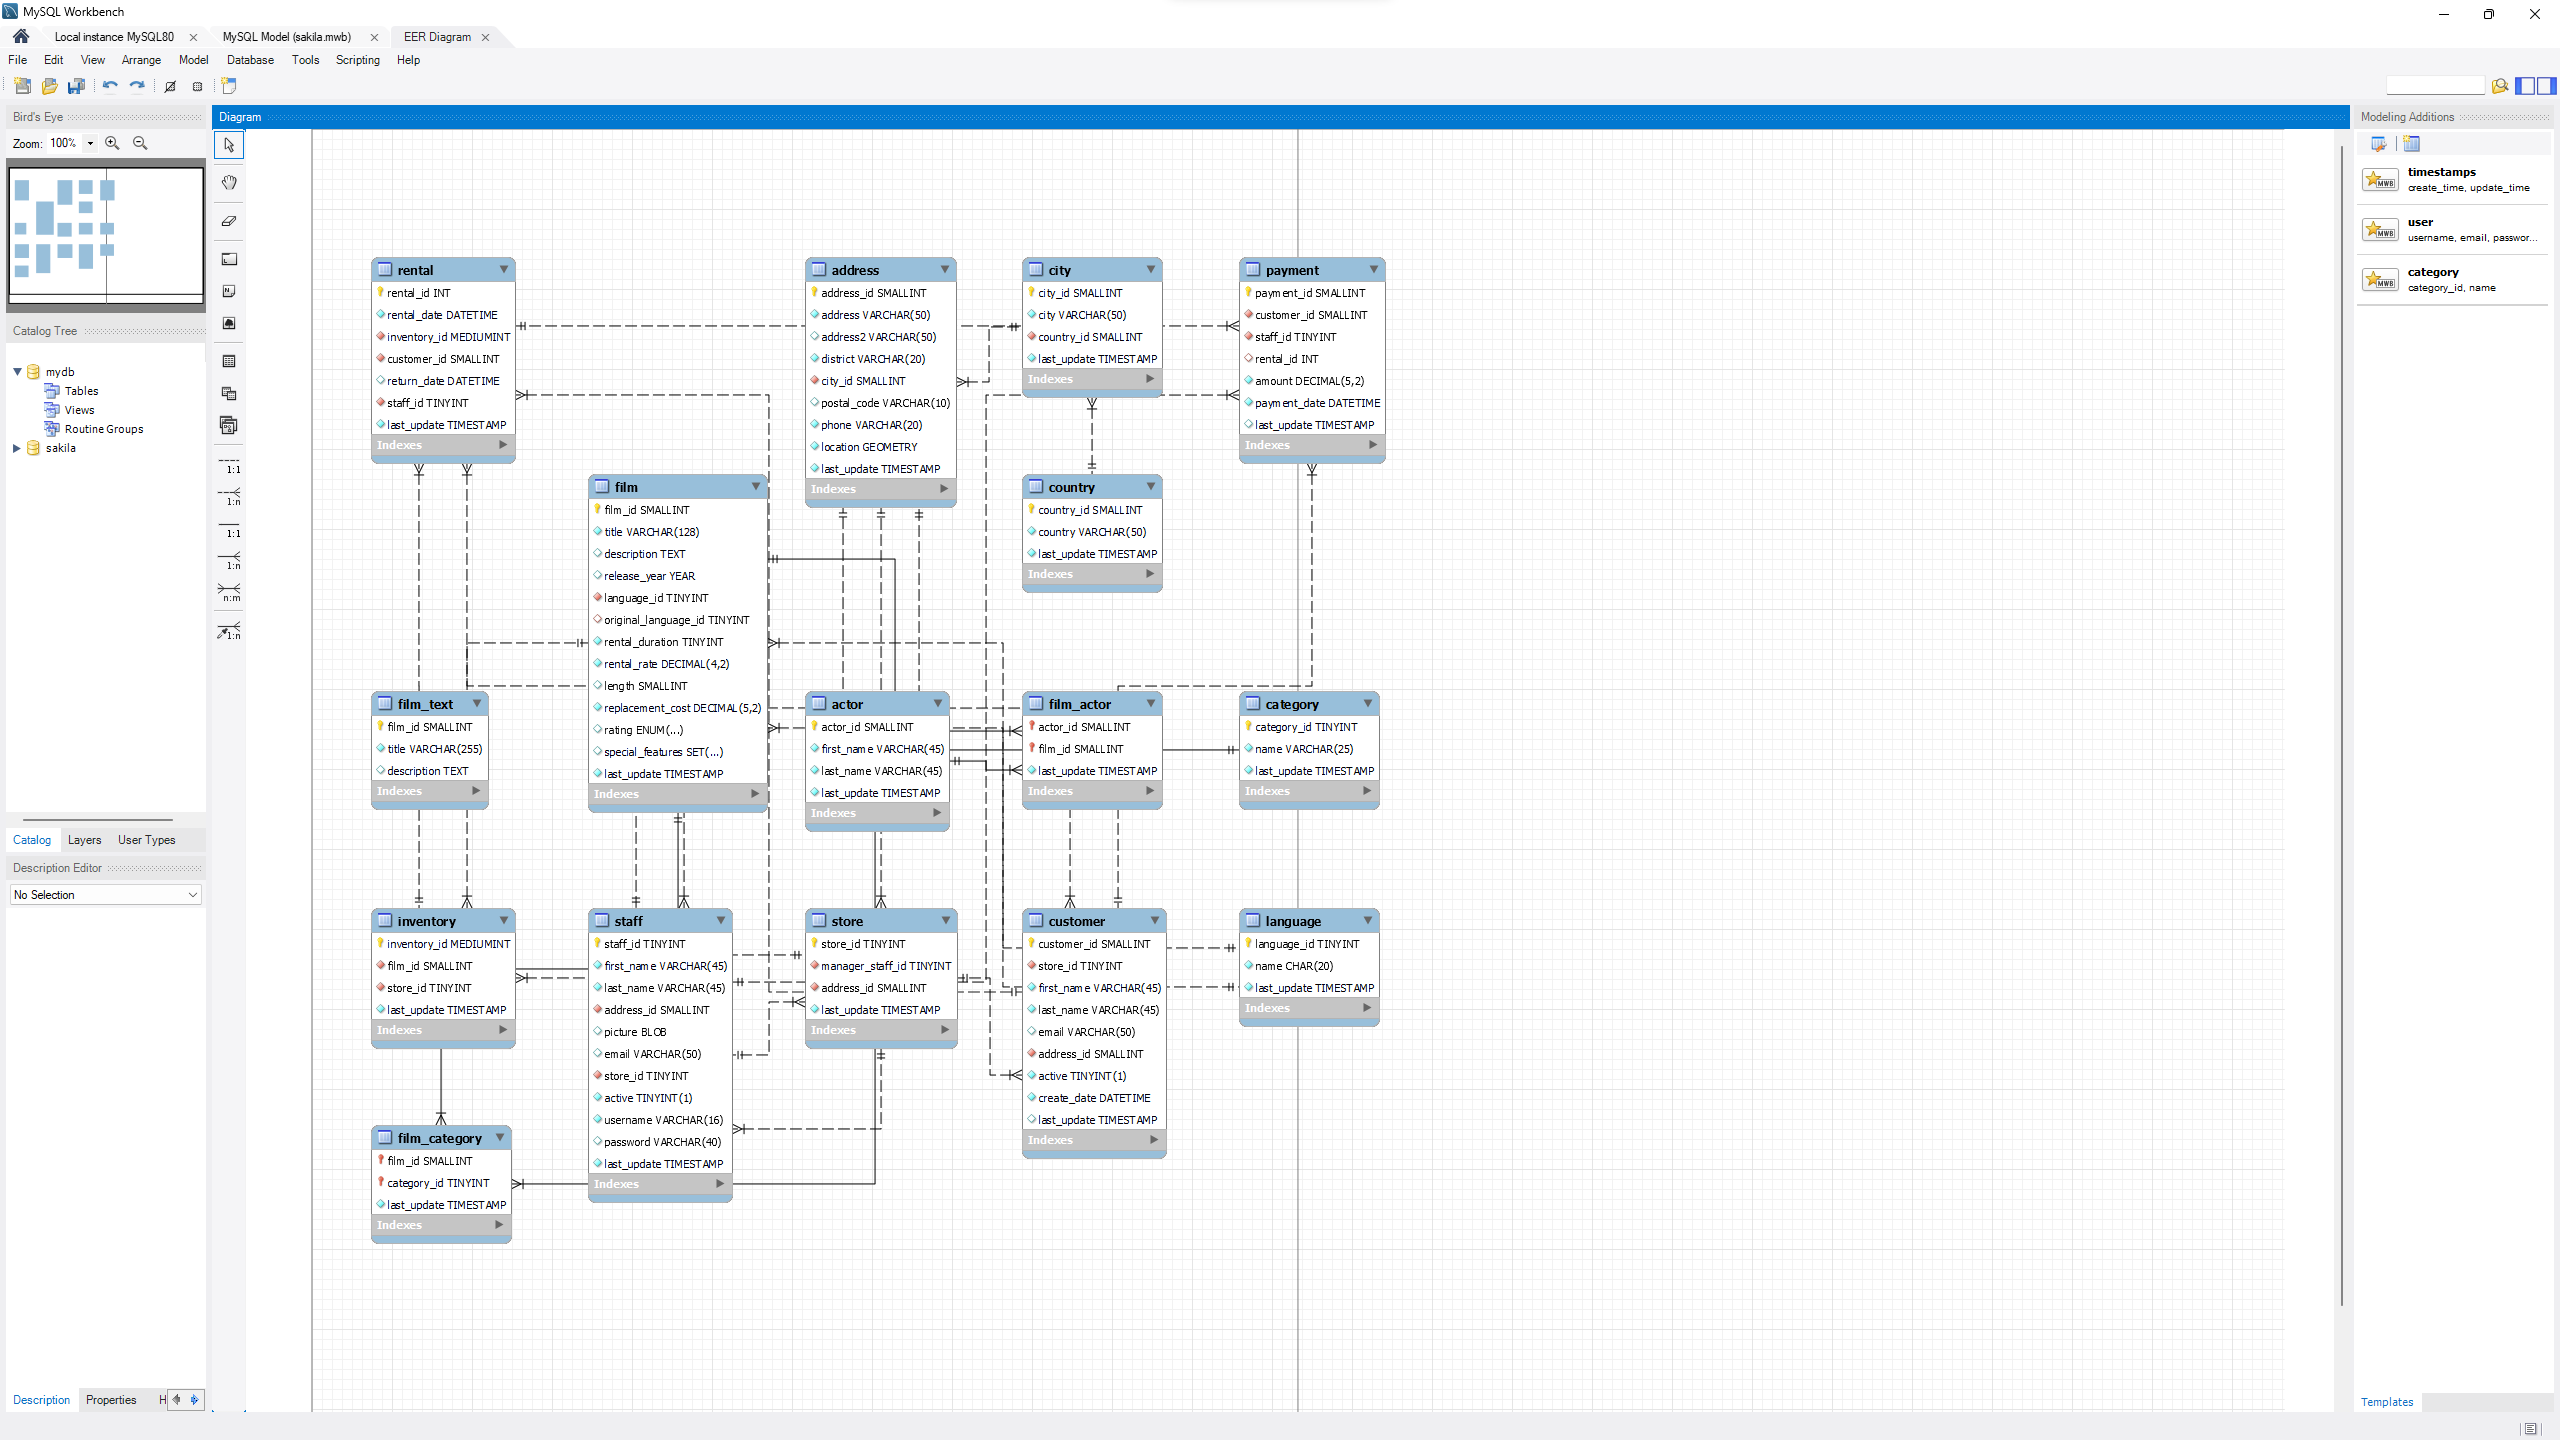 MySQL Workbench
Local instance MySQL80
MySQL Model (sakila.mwb)
EER Diagram
File Edit View Arrange Model Database Tools Scripting Help
Bird's Eye
Zoom: 100%
Catalog Tree
mydb
Tables
Views
Routine Groups
sakila
Catalog Layers User Types
Description Editor
No Selection
Description Properties H
1:1
1:n
1:1
1:n
n:m
1:n
Diagram
rental
rental_id INT
rental_date DATETIME
inventory_id MEDIUMINT
customer_id SMALLINT
return_date DATETIME
staff_id TINYINT
last_update TIMESTAMP
Indexes
address
address_id SMALLINT
address VARCHAR(50)
address2 VARCHAR(50)
district VARCHAR(20)
city_id SMALLINT
postal_code VARCHAR(10)
phone VARCHAR(20)
location GEOMETRY
last_update TIMESTAMP
Indexes
city
city_id SMALLINT
city VARCHAR(50)
country_id SMALLINT
last_update TIMESTAMP
Indexes
payment
payment_id SMALLINT
customer_id SMALLINT
staff_id TINYINT
rental_id INT
amount DECIMAL(5,2)
payment_date DATETIME
last_update TIMESTAMP
Indexes
film
film_id SMALLINT
title VARCHAR(128)
description TEXT
release_year YEAR
language_id TINYINT
original_language_id TINYINT
rental_duration TINYINT
rental_rate DECIMAL(4,2)
length SMALLINT
replacement_cost DECIMAL(5,2)
rating ENUM(...)
special_features SET(...)
last_update TIMESTAMP
Indexes
country
country_id SMALLINT
country VARCHAR(50)
last_update TIMESTAMP
Indexes
film_text
film_id SMALLINT
title VARCHAR(255)
description TEXT
Indexes
actor
actor_id SMALLINT
first_name VARCHAR(45)
last_name VARCHAR(45)
last_update TIMESTAMP
Indexes
film_actor
actor_id SMALLINT
film_id SMALLINT
last_update TIMESTAMP
Indexes
category
category_id TINYINT
name VARCHAR(25)
last_update TIMESTAMP
Indexes
inventory
inventory_id MEDIUMINT
film_id SMALLINT
store_id TINYINT
last_update TIMESTAMP
Indexes
staff
staff_id TINYINT
first_name VARCHAR(45)
last_name VARCHAR(45)
address_id SMALLINT
picture BLOB
email VARCHAR(50)
store_id TINYINT
active TINYINT(1)
username VARCHAR(16)
password VARCHAR(40)
last_update TIMESTAMP
Indexes
store
store_id TINYINT
manager_staff_id TINYINT
address_id SMALLINT
last_update TIMESTAMP
Indexes
customer
customer_id SMALLINT
store_id TINYINT
first_name VARCHAR(45)
last_name VARCHAR(45)
email VARCHAR(50)
address_id SMALLINT
active TINYINT(1)
create_date DATETIME
last_update TIMESTAMP
Indexes
language
language_id TINYINT
name CHAR(20)
last_update TIMESTAMP
Indexes
film_category
film_id SMALLINT
category_id TINYINT
last_update TIMESTAMP
Indexes
Modeling Additions
MWB
timestamps
create_time, update_time
MWB
user
username, email, passwor...
MWB
category
category_id, name
Templates